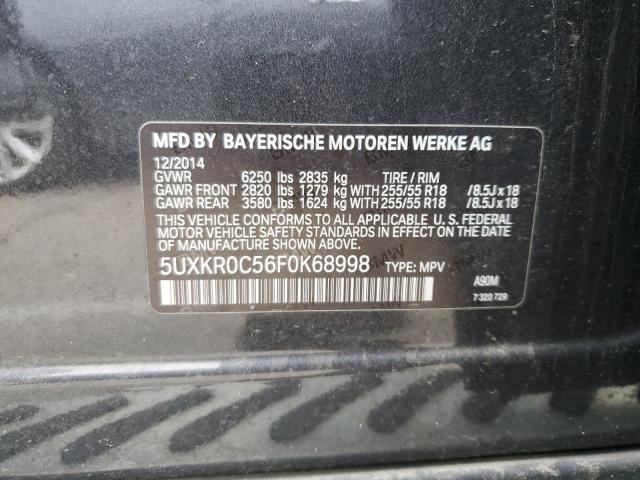 MFD BY BAYERISCHE MOTOREN WERKE AG
12/2014
GVWR 6250 lbs 2835 kg TIRE / RIM
GAWR FRONT 2820 lbs 1279 kg WITH 255/55 R18 /8.5J x 18
GAWR REAR 3580 lbs 1624 kg WITH 255/55 R18 /8.5J x 18
THIS VEHICLE CONFORMS TO ALL APPLICABLE U. S. FEDERAL
MOTOR VEHICLE SAFETY STANDARDS IN EFFECT ON THE DATE
OF MANUFACTURE SHOWN ABOVE.
5UXKR0C56F0K68998 TYPE: MPV
A90M
7 320 729